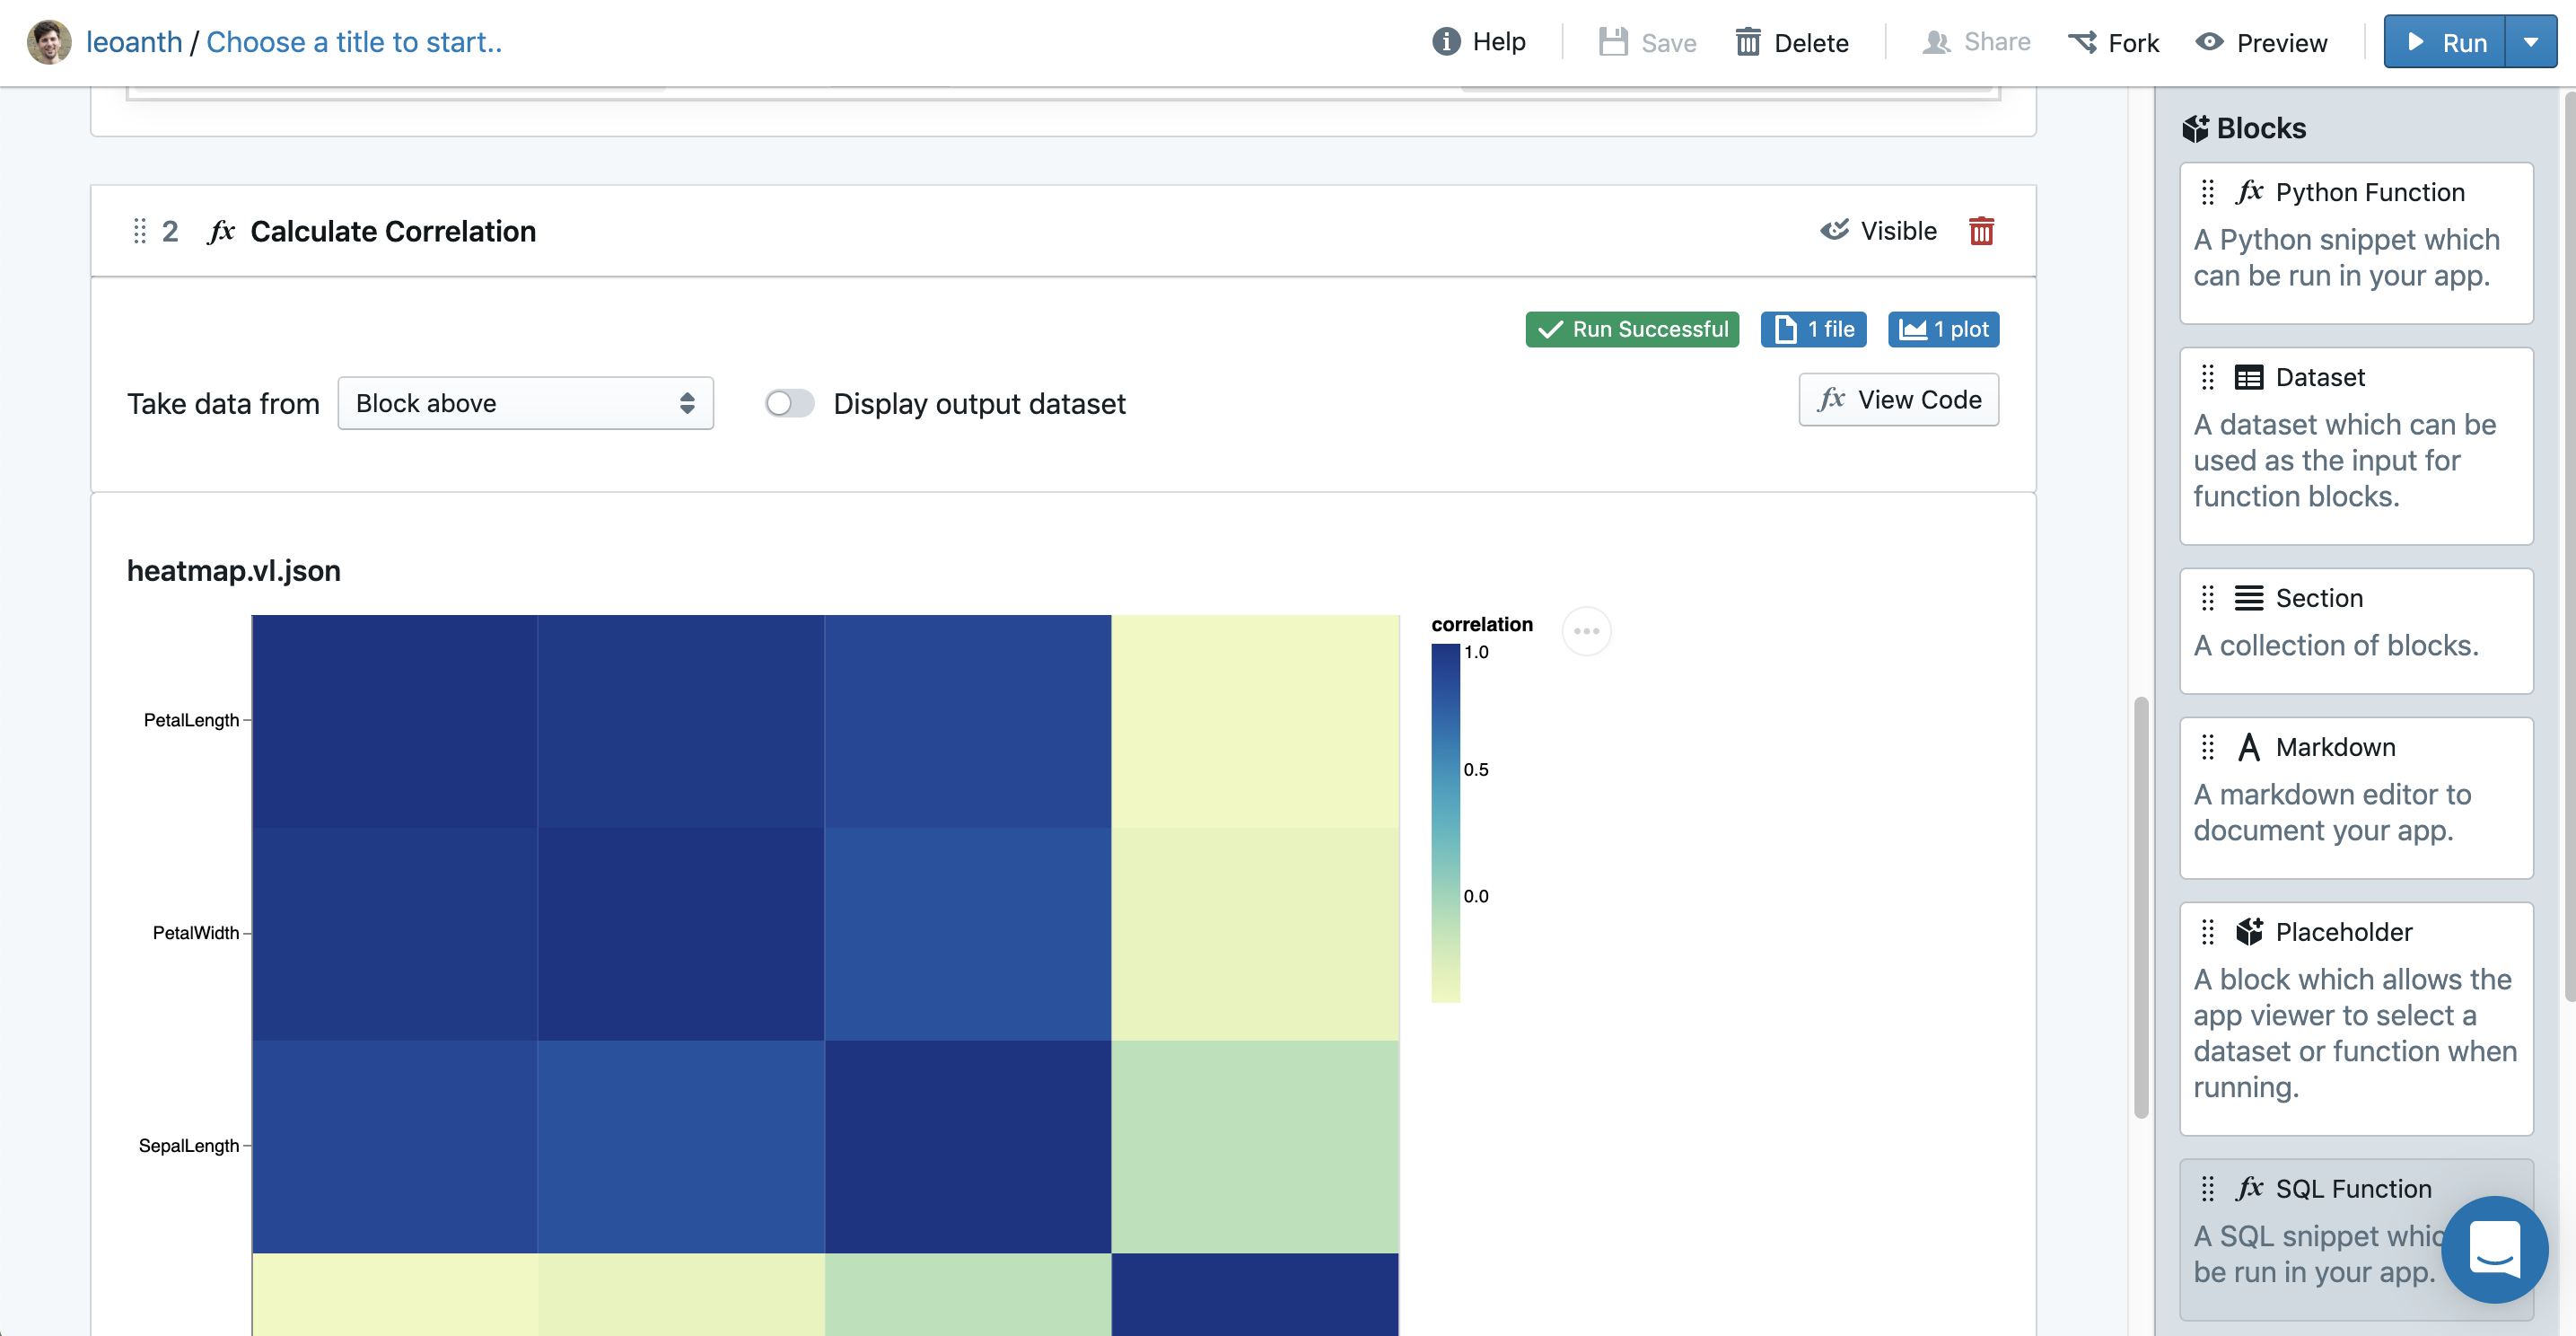 leoanth / Choose a title to start..
Help
Save
Delete
Share
Fork
Preview
Run
2 fx Calculate Correlation
Visible
Run Successful
1 file
1 plot
Take data from
Block above
Display output dataset
fx View Code
heatmap.vl.json
PetalLength
PetalWidth
SepalLength
correlation
1.0
0.5
0.0
Blocks
fx Python Function
A Python snippet which
can be run in your app.
Dataset
A dataset which can be
used as the input for
function blocks.
Section
A collection of blocks.
A Markdown
A markdown editor to
document your app.
Placeholder
A block which allows the
app viewer to select a
dataset or function when
running.
fx SQL Function
A SQL snippet whic
be run in your app.